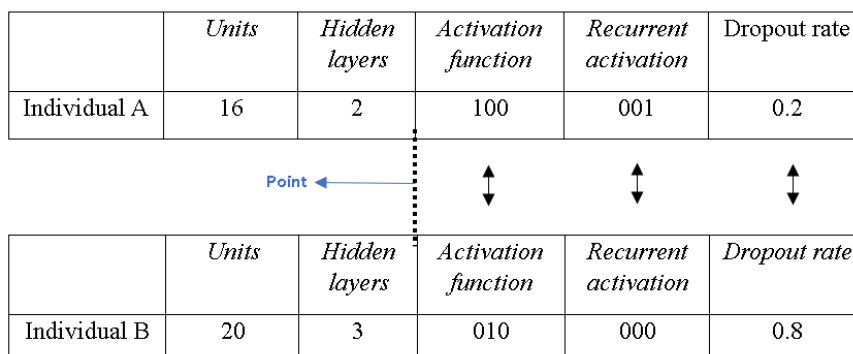 Units Hidden layers Activation function Recurrent activation Dropout rate
Individual A 16 2 100 001 0.2
Point
Units Hidden layers Activation function Recurrent activation Dropout rate
Individual B 20 3 010 000 0.8